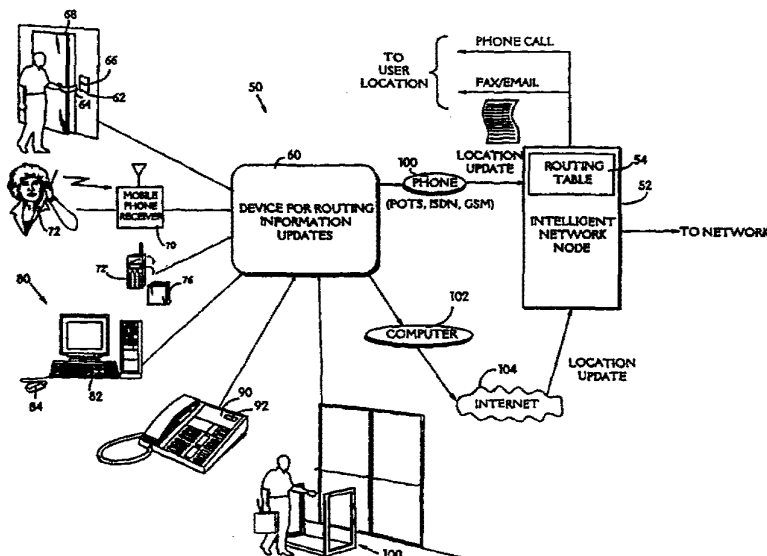 68
66
62
64
50
TO
USER
LOCATION
PHONE CALL
FAX/EMAIL
LOCATION
UPDATE
60
DEVICE FOR ROUTING
INFORMATION
UPDATES
100
PHONE
(POTS, ISDN, GSM)
ROUTING
TABLE
54
52
INTELLIGENT
NETWORK
NODE
TO NETWORK
72
MOBILE
PHONE
RECEIVER
70
72'
76
80
82
84
90
92
102
COMPUTER
104
INTERNET
LOCATION
UPDATE
100